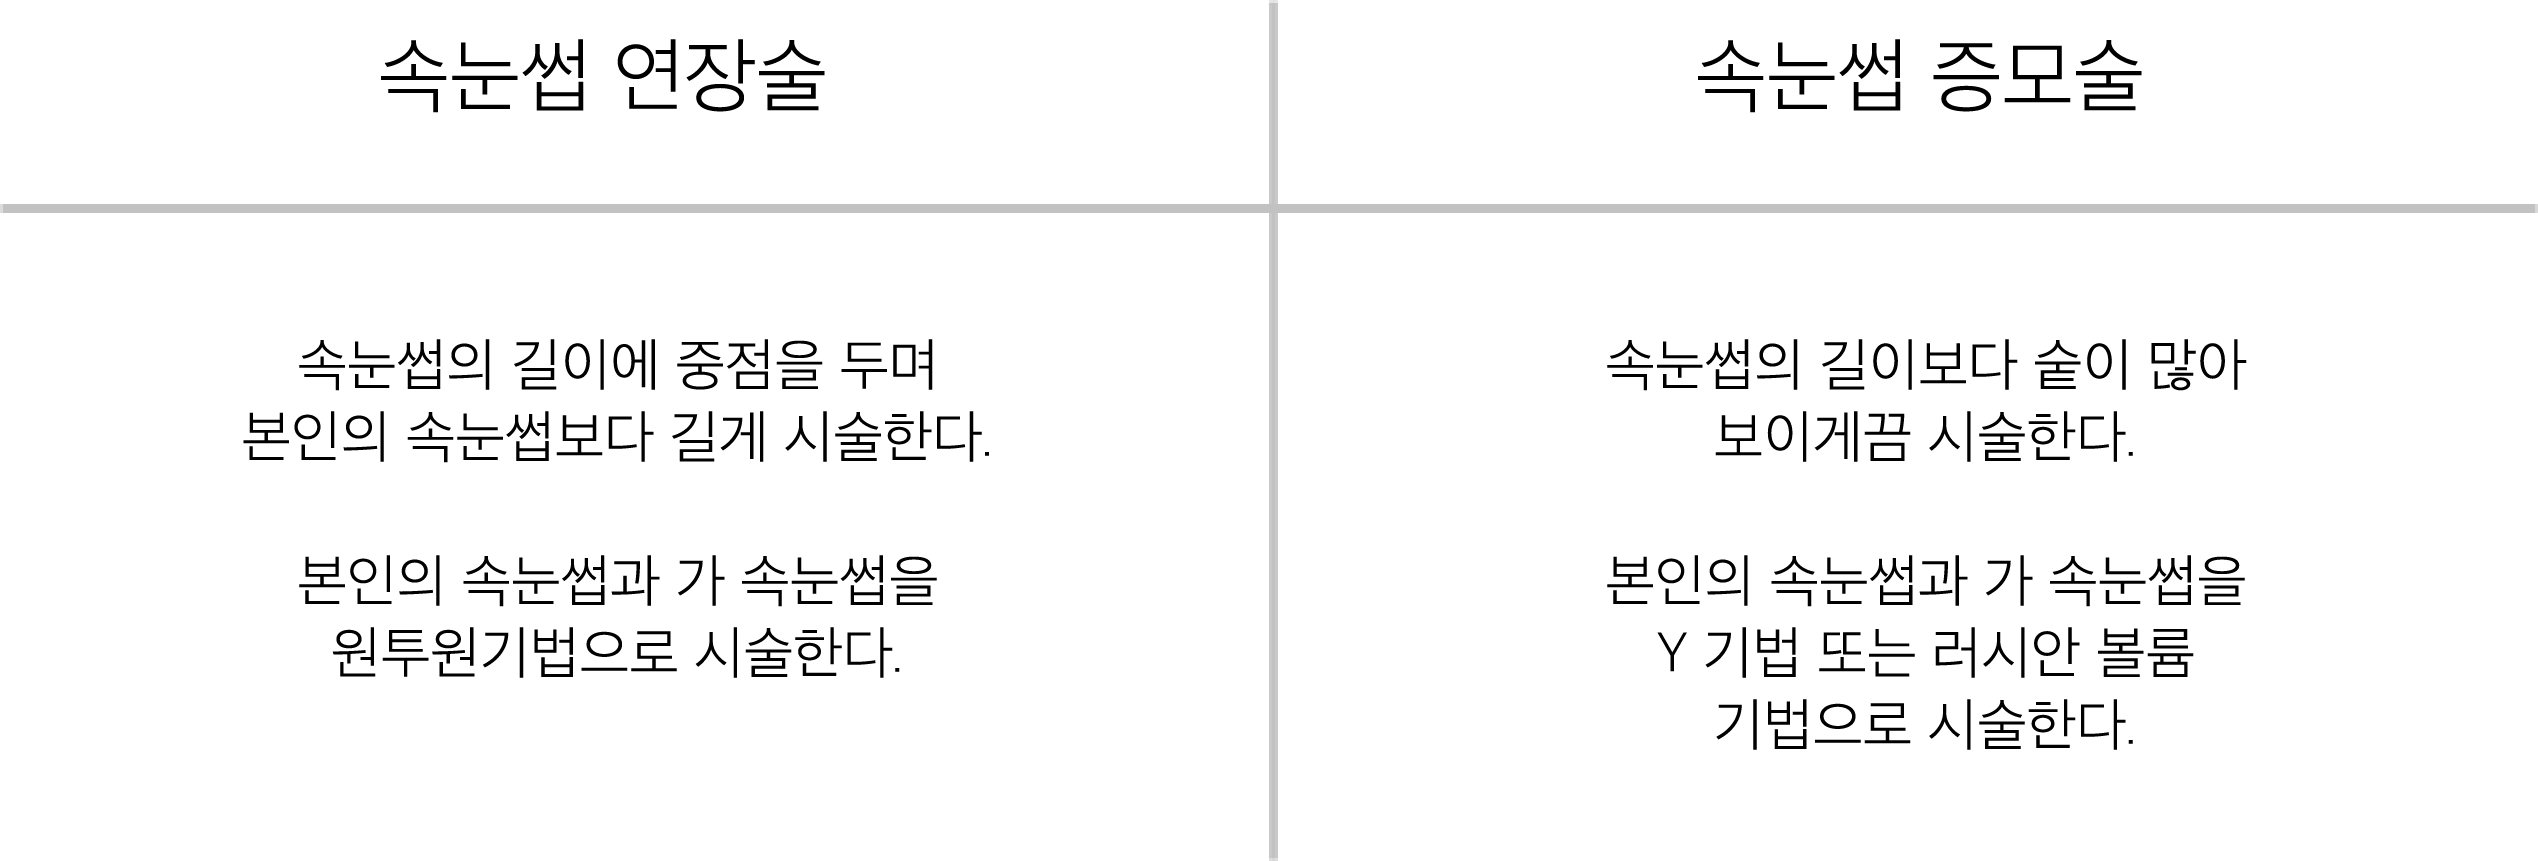 속눈썹 연장술
속눈썹 증모술
속눈썹의 길이에 중점을 두며
본인의 속눈썹보다 길게 시술한다.
본인의 속눈썹과 가 속눈썹을
원투원기법으로 시술한다.
속눈썹의 길이보다 숱이 많아
보이게끔 시술한다.
본인의 속눈썹과 가 속눈썹을
Y 기법 또는 러시안 볼륨
기법으로 시술한다.